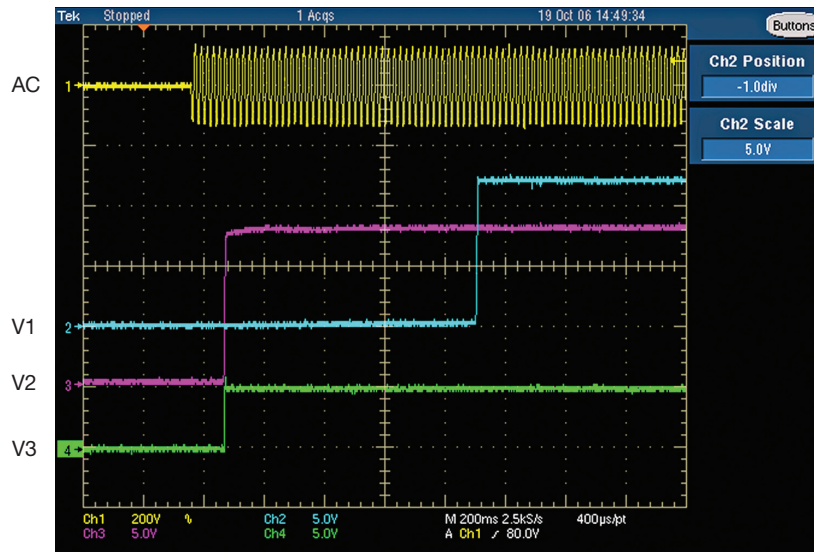 Tek Stopped 1 Acqs 19 Oct 06 14:49:34
Buttons
Ch2 Position
-1.0div
Ch2 Scale
5.0V
AC
1
V1
2
V2
3
V3
4
Ch1 200V Ch2 5.0V M 200ms 2.5kS/s 400µs/pt
Ch3 5.0V Ch4 5.0V A Ch1 80.0V